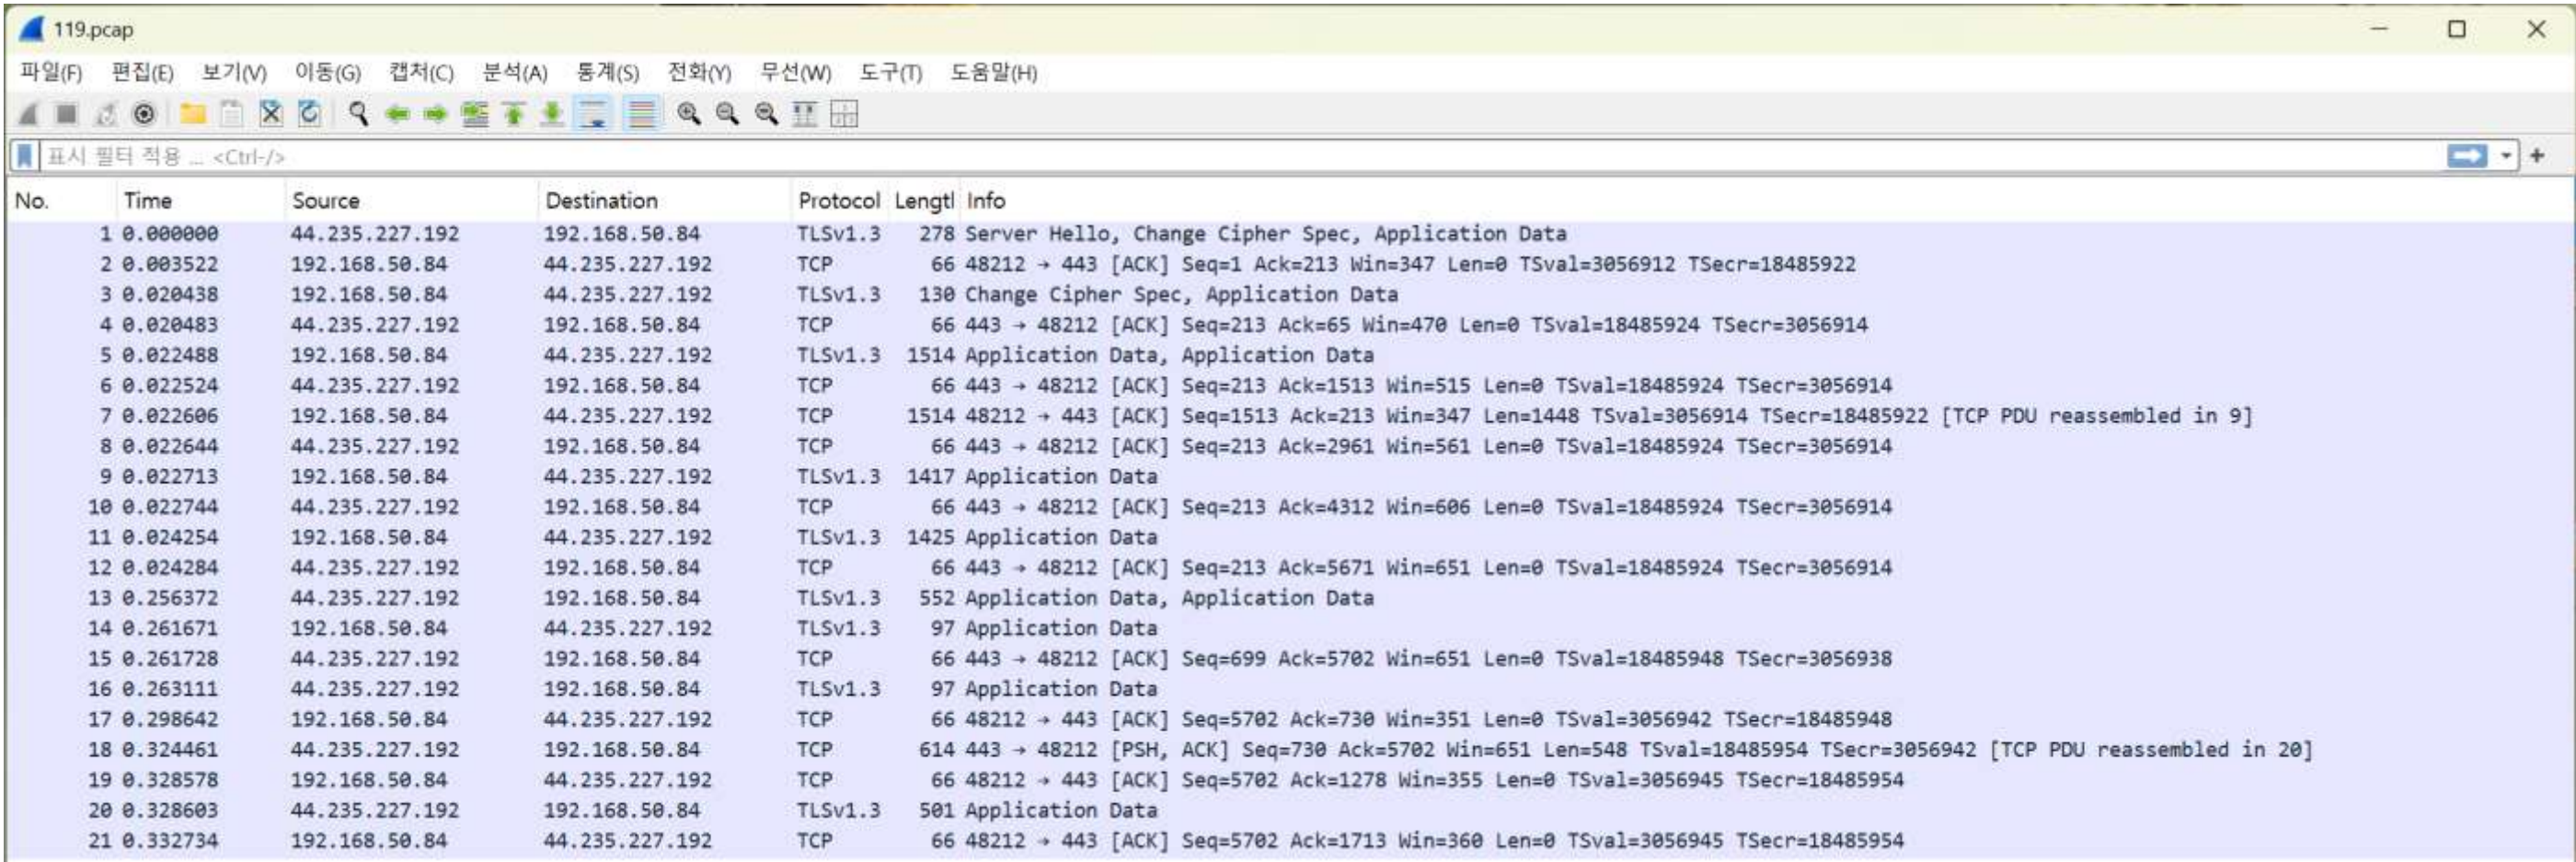 119.pcap
파일(F) 편집(E) 보기(V) 이동(G) 캡처(C) 분석(A) 통계(S) 전화(Y) 무선(W) 도구(T) 도움말(H)
표시 필터 적용 ... <Ctrl-/>
No. Time Source Destination Protocol Lengtl Info
1 0.000000 44.235.227.192 192.168.50.84 TLSv1.3 278 Server Hello, Change Cipher Spec, Application Data
2 0.003522 192.168.50.84 44.235.227.192 TCP 66 48212 → 443 [ACK] Seq=1 Ack=213 Win=347 Len=0 TSval=3056912 TSecr=18485922
3 0.020438 192.168.50.84 44.235.227.192 TLSv1.3 130 Change Cipher Spec, Application Data
4 0.020483 44.235.227.192 192.168.50.84 TCP 66 443 → 48212 [ACK] Seq=213 Ack=65 Win=470 Len=0 TSval=18485924 TSecr=3056914
5 0.022488 192.168.50.84 44.235.227.192 TLSv1.3 1514 Application Data, Application Data
6 0.022524 44.235.227.192 192.168.50.84 TCP 66 443 → 48212 [ACK] Seq=213 Ack=1513 Win=515 Len=0 TSval=18485924 TSecr=3056914
7 0.022606 192.168.50.84 44.235.227.192 TCP 1514 48212 → 443 [ACK] Seq=1513 Ack=213 Win=347 Len=1448 TSval=3056914 TSecr=18485922 [TCP PDU reassembled in 9]
8 0.022644 44.235.227.192 192.168.50.84 TCP 66 443 → 48212 [ACK] Seq=213 Ack=2961 Win=561 Len=0 TSval=18485924 TSecr=3056914
9 0.022713 192.168.50.84 44.235.227.192 TLSv1.3 1417 Application Data
10 0.022744 44.235.227.192 192.168.50.84 TCP 66 443 → 48212 [ACK] Seq=213 Ack=4312 Win=606 Len=0 TSval=18485924 TSecr=3056914
11 0.024254 192.168.50.84 44.235.227.192 TLSv1.3 1425 Application Data
12 0.024284 44.235.227.192 192.168.50.84 TCP 66 443 → 48212 [ACK] Seq=213 Ack=5671 Win=651 Len=0 TSval=18485924 TSecr=3056914
13 0.256372 44.235.227.192 192.168.50.84 TLSv1.3 552 Application Data, Application Data
14 0.261671 192.168.50.84 44.235.227.192 TLSv1.3 97 Application Data
15 0.261728 44.235.227.192 192.168.50.84 TCP 66 443 → 48212 [ACK] Seq=699 Ack=5702 Win=651 Len=0 TSval=18485948 TSecr=3056938
16 0.263111 44.235.227.192 192.168.50.84 TLSv1.3 97 Application Data
17 0.298642 192.168.50.84 44.235.227.192 TCP 66 48212 → 443 [ACK] Seq=5702 Ack=730 Win=351 Len=0 TSval=3056942 TSecr=18485948
18 0.324461 44.235.227.192 192.168.50.84 TCP 614 443 → 48212 [PSH, ACK] Seq=730 Ack=5702 Win=651 Len=548 TSval=18485954 TSecr=3056942 [TCP PDU reassembled in 20]
19 0.328578 192.168.50.84 44.235.227.192 TCP 66 48212 → 443 [ACK] Seq=5702 Ack=1278 Win=355 Len=0 TSval=3056945 TSecr=18485954
20 0.328603 44.235.227.192 192.168.50.84 TLSv1.3 501 Application Data
21 0.332734 192.168.50.84 44.235.227.192 TCP 66 48212 → 443 [ACK] Seq=5702 Ack=1713 Win=360 Len=0 TSval=3056945 TSecr=18485954